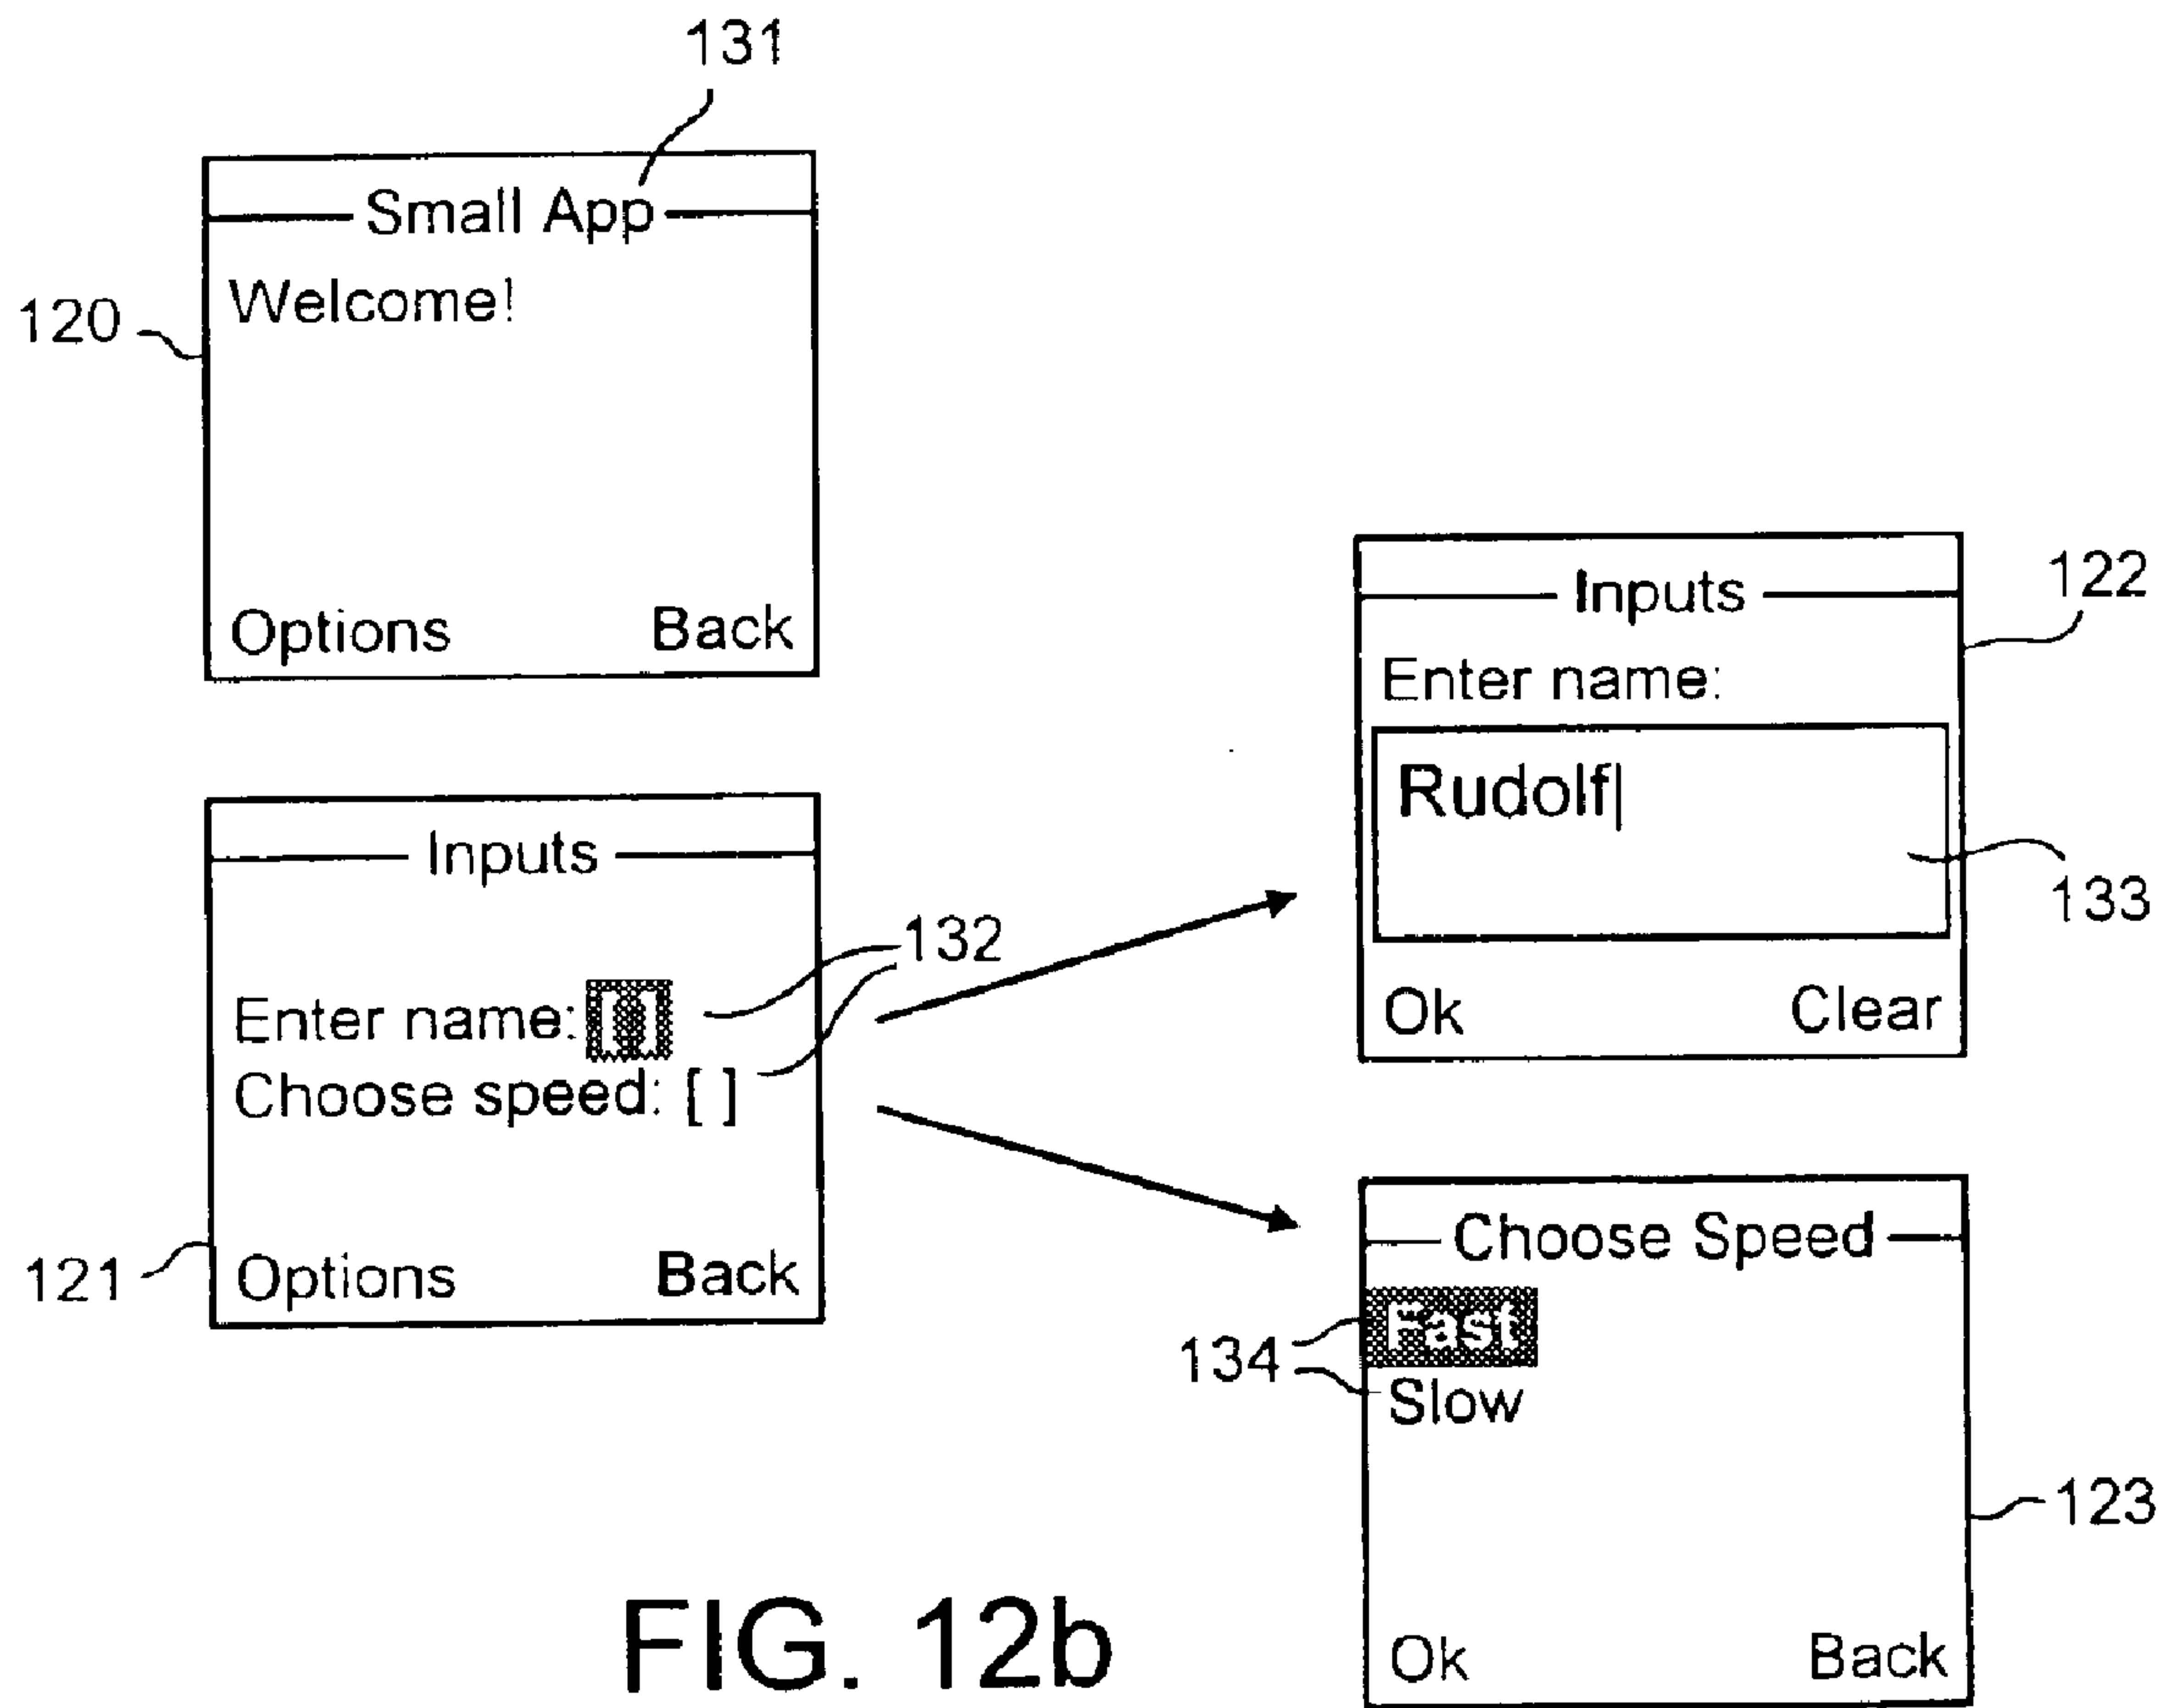 131
Small App
120
Welcome!
Options Back
Inputs
132
Enter name: []
Choose speed: [ ]
121
Options Back
Inputs
122
Enter name:
Rudolf
133
Ok Clear
Choose Speed
134
Fast
Slow
123
Ok Back
FIG. 12b